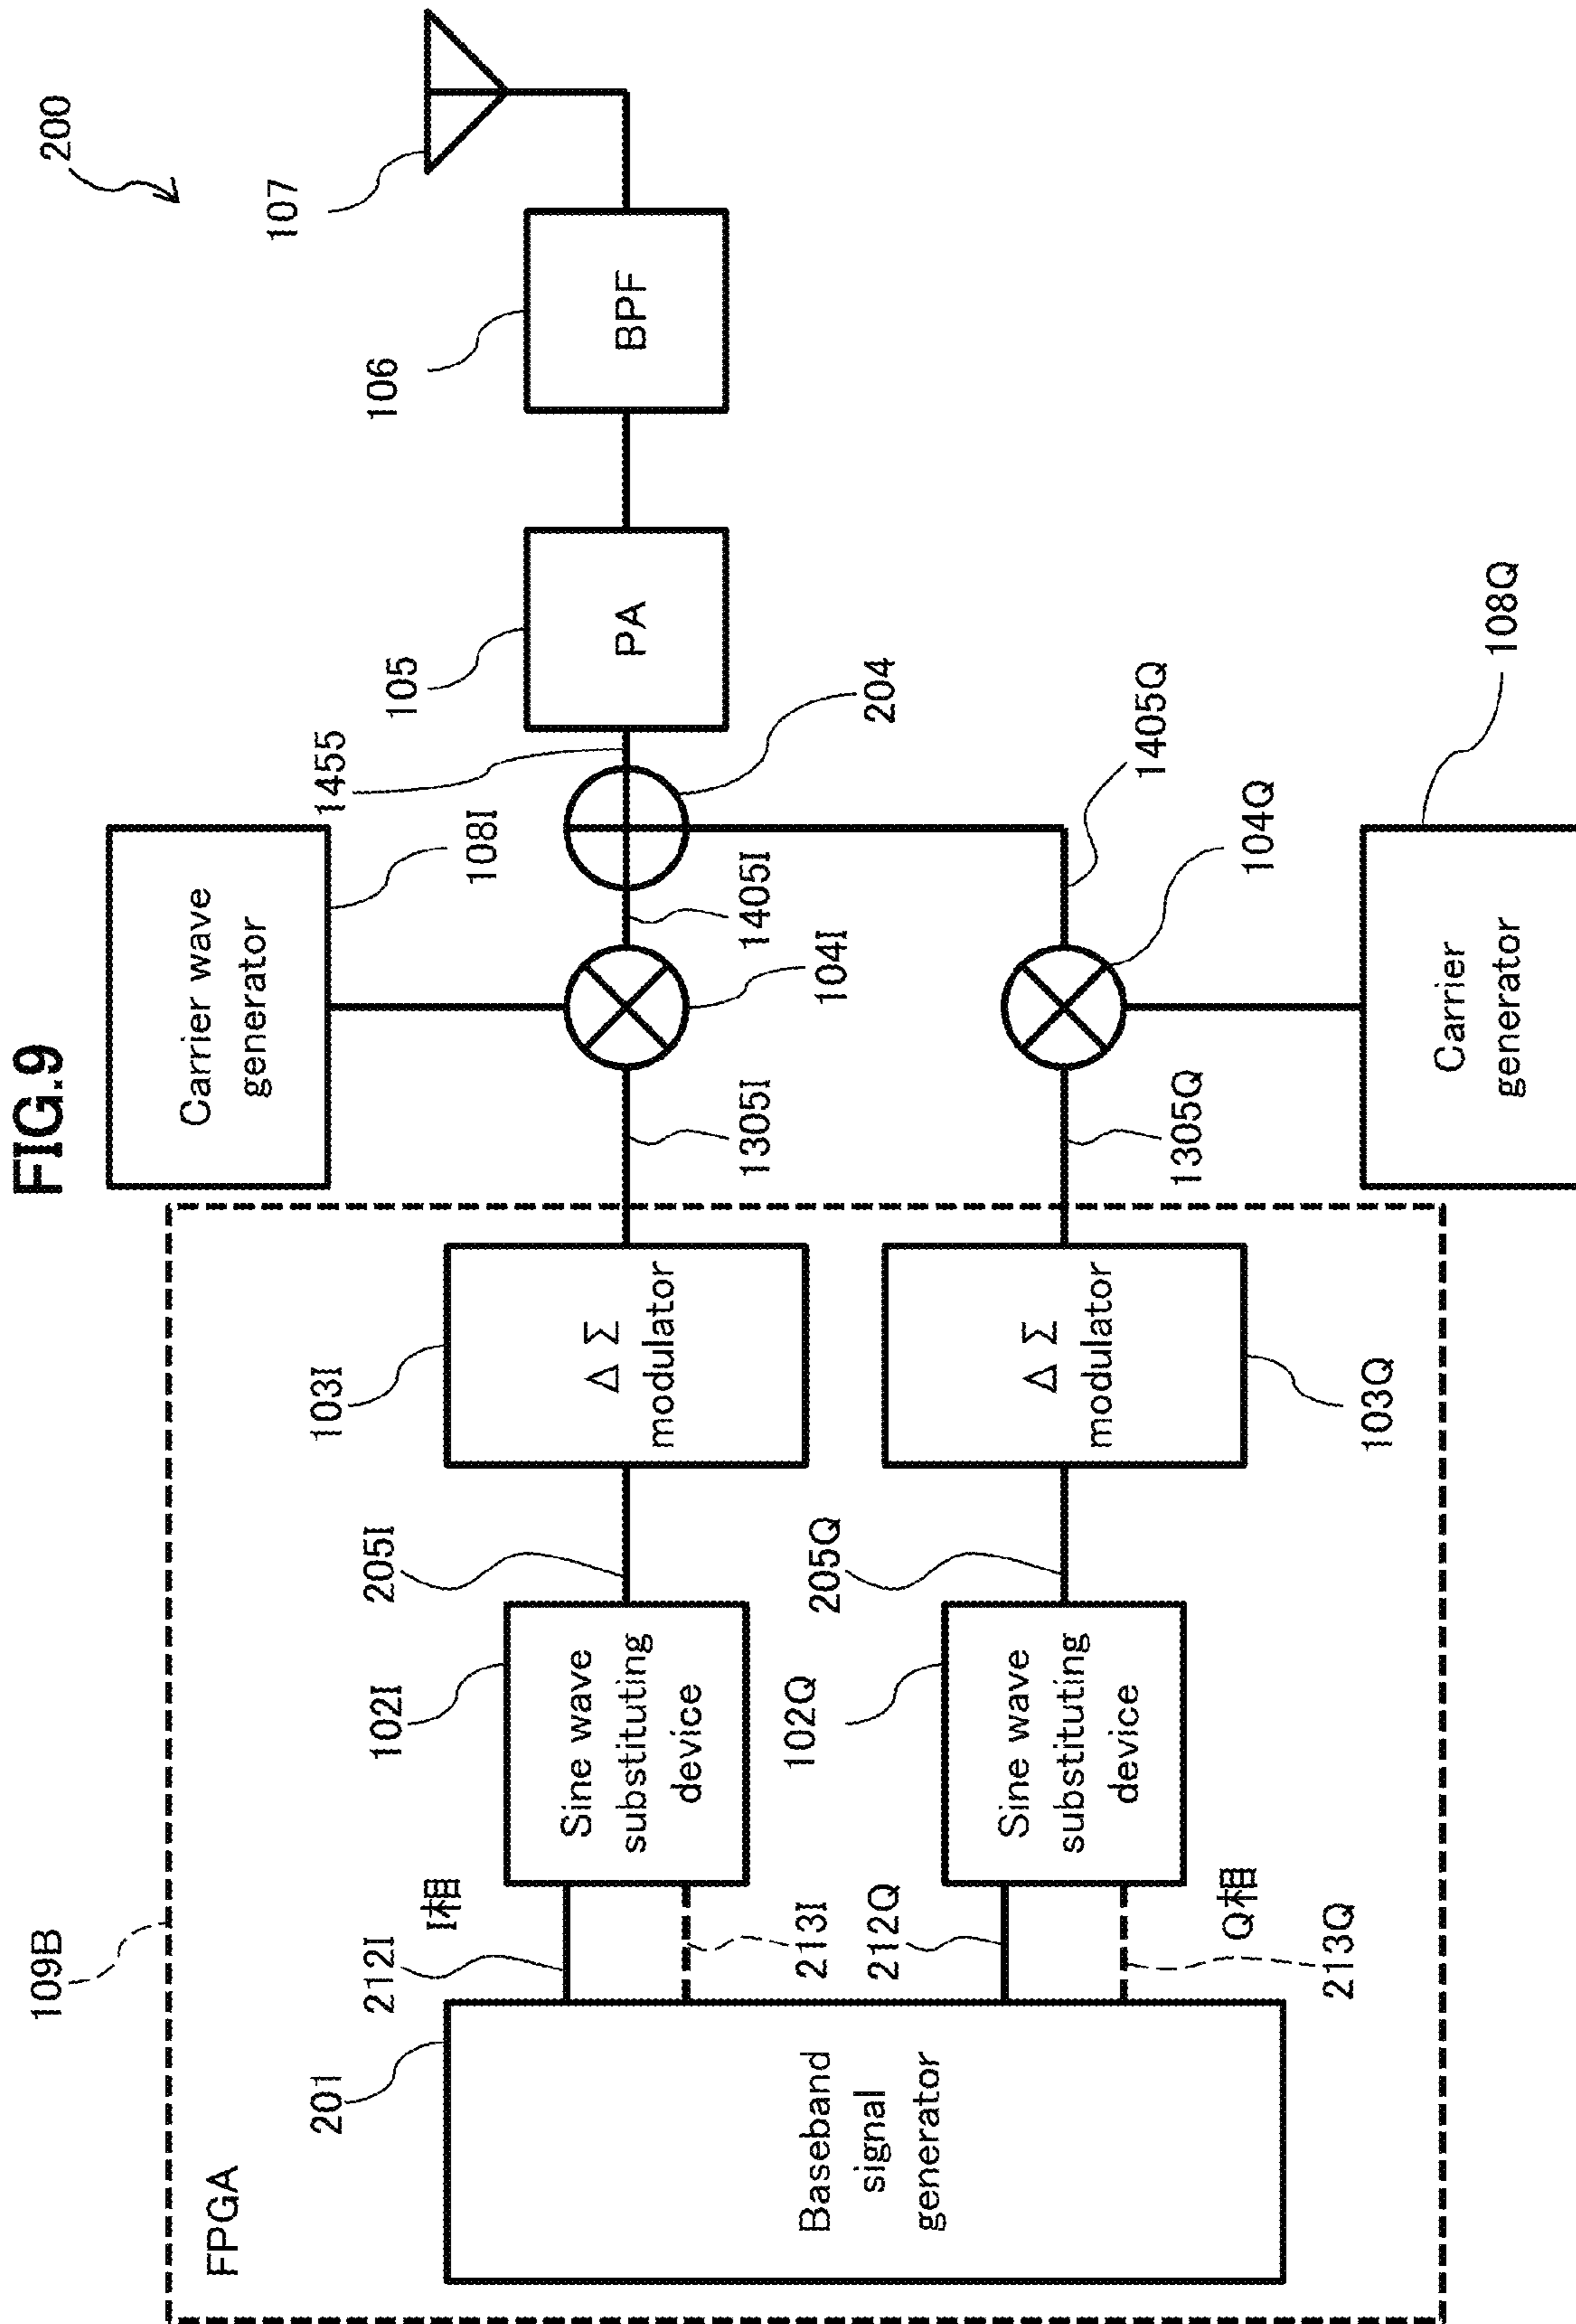 FIG.9
200
109B
FPGA
201
Baseband
signal
generator
212I
I相
213I
212Q
Q相
213Q
102I
Sine wave
substituting
device
102Q
Sine wave
substituting
device
205I
205Q
103I
Δ Σ
modulator
103Q
Δ Σ
modulator
1305I
1305Q
Carrier wave
generator
108I
104I
104Q
1405I
1405Q
Carrier
generator
108Q
204
1455
105
PA
106
BPF
107